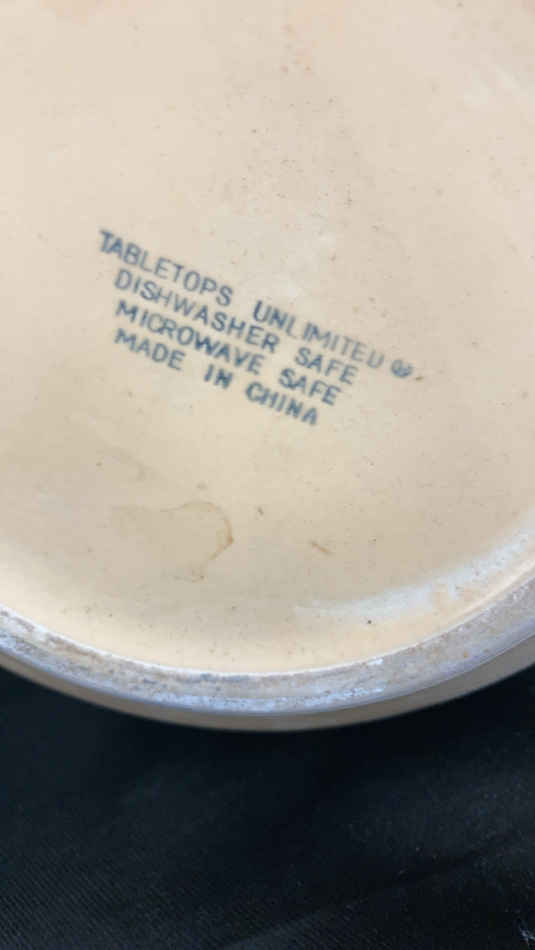 TABLETOPS UNLIMITED ®
DISHWASHER SAFE
MICROWAVE SAFE
MADE IN CHINA